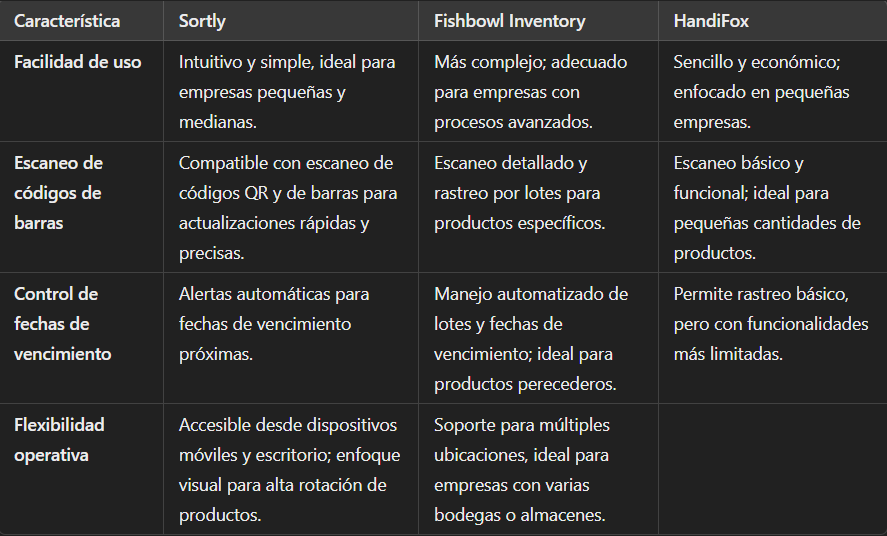 Característica Sortly Fishbowl Inventory HandiFox
Facilidad de uso
Intuitivo y simple, ideal para
empresas pequeñas y
medianas.
Más complejo; adecuado
para empresas con
procesos avanzados.
Sencillo y económico;
enfocado en pequeñas
empresas.
Escaneo de
códigos de
barras
Compatible con escaneo de
códigos QR y de barras para
actualizaciones rápidas y
precisas.
Escaneo detallado y
rastreo por lotes para
productos específicos.
Escaneo básico y
funcional; ideal para
pequeñas cantidades de
productos.
Control de
fechas de
vencimiento
Alertas automáticas para
fechas de vencimiento
próximas.
Manejo automatizado de
lotes y fechas de
vencimiento; ideal para
productos perecederos.
Permite rastreo básico,
pero con funcionalidades
más limitadas.
Flexibilidad
operativa
Accesible desde dispositivos
móviles y escritorio; enfoque
visual para alta rotación de
productos.
Soporte para múltiples
ubicaciones, ideal para
empresas con varias
bodegas o almacenes.